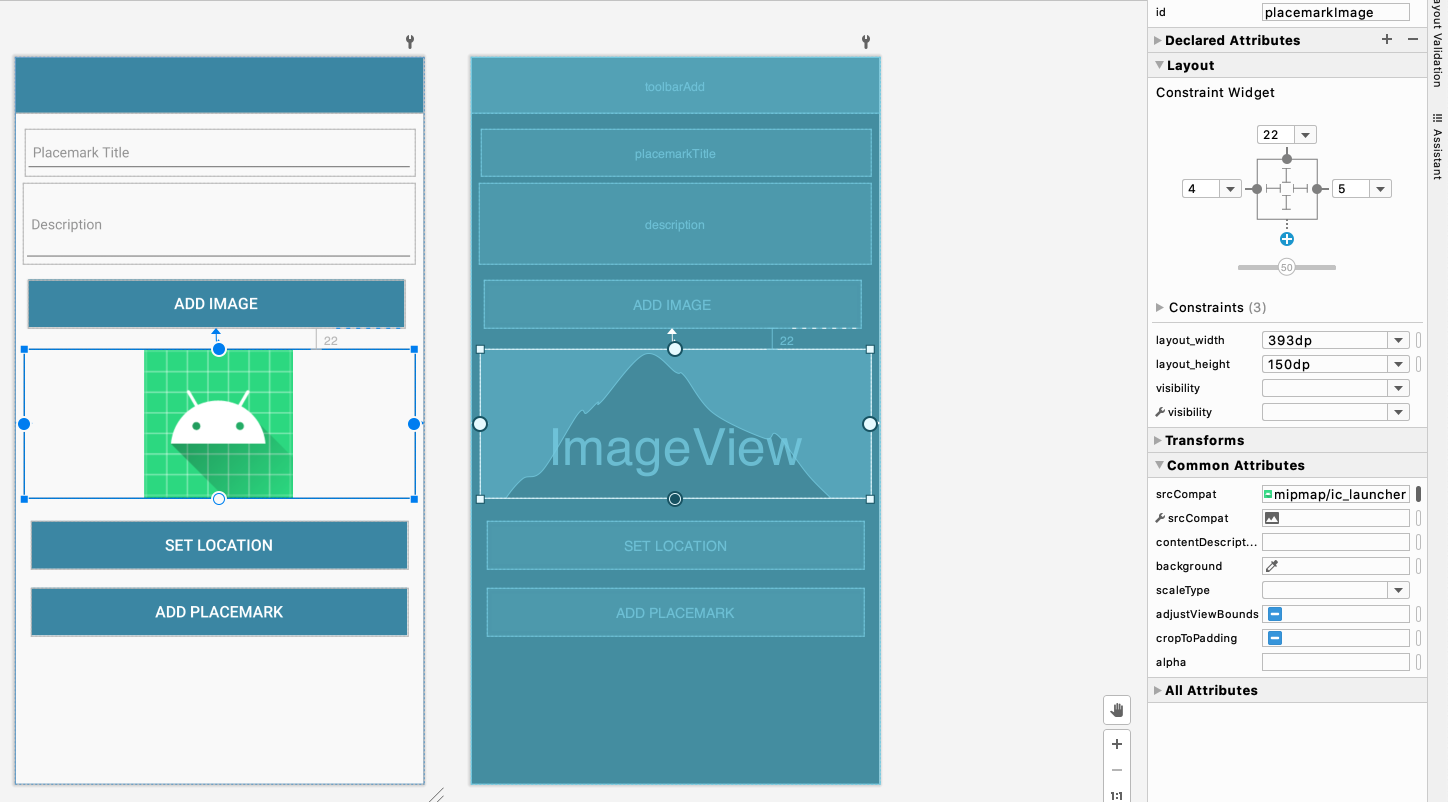 id placemarkImage
Declared Attributes
Layout
Constraint Widget
22
4
5
50
Constraints (3)
layout_width 393dp
layout_height 150dp
visibility
visibility
Transforms
Common Attributes
srcCompat mipmap/ic_launcher
srcCompat
contentDescript...
background
scaleType
adjustViewBounds
cropToPadding
alpha
All Attributes
Placemark Title
Description
ADD IMAGE
22
SET LOCATION
ADD PLACEMARK
toolbarAdd
placemarkTitle
description
ADD IMAGE
22
ImageView
SET LOCATION
ADD PLACEMARK
1:1
ayout Validation
Assistant